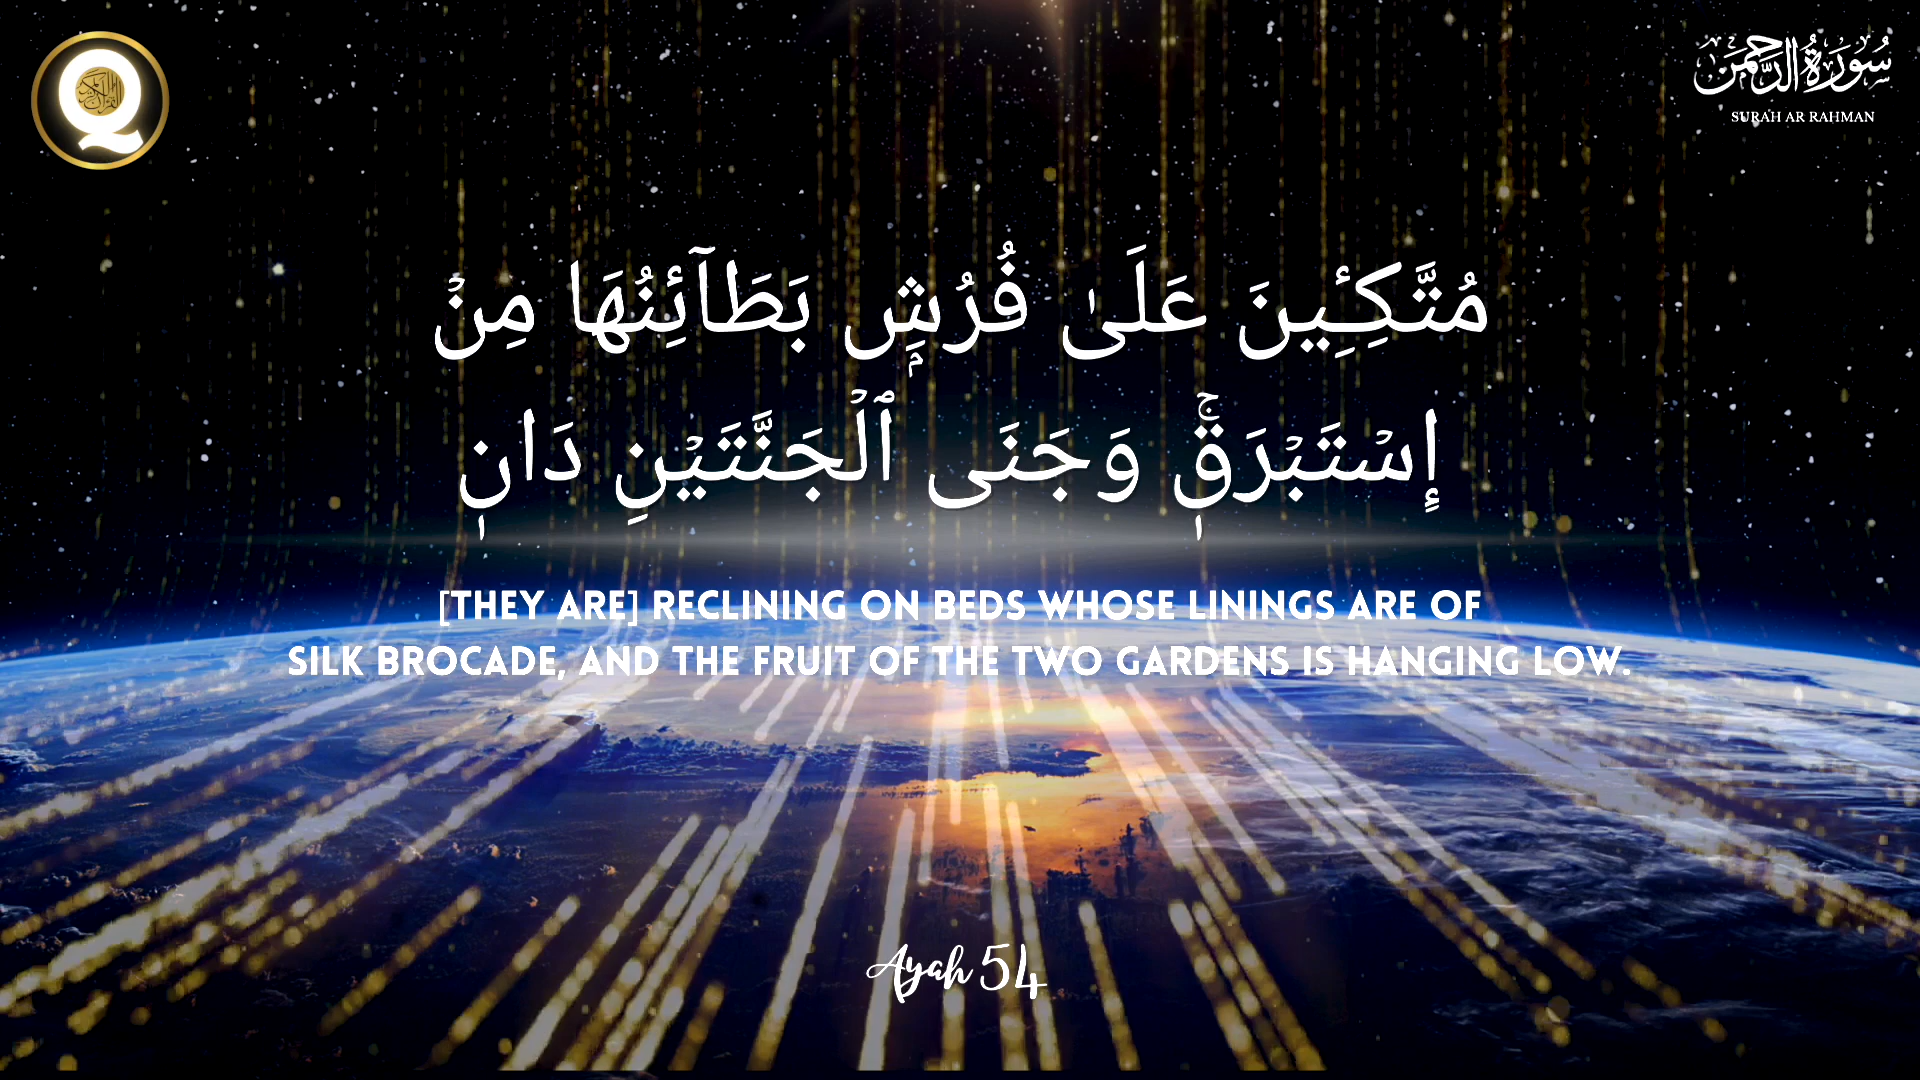 سُورَةُ الرَّحْمَن
SURAH AR RAHMAN
مُتَّكِـِٔينَ عَلَىٰ فُرُشٍۭ بَطَآئِنُهَا مِنْ
إِسْتَبْرَقٍۢ ۚ وَجَنَى ٱلْجَنَّتَيْنِ دَانٍۢ
[THEY ARE] RECLINING ON BEDS WHOSE LININGS ARE OF
SILK BROCADE, AND THE FRUIT OF THE TWO GARDENS IS HANGING LOW.
Ayah 54